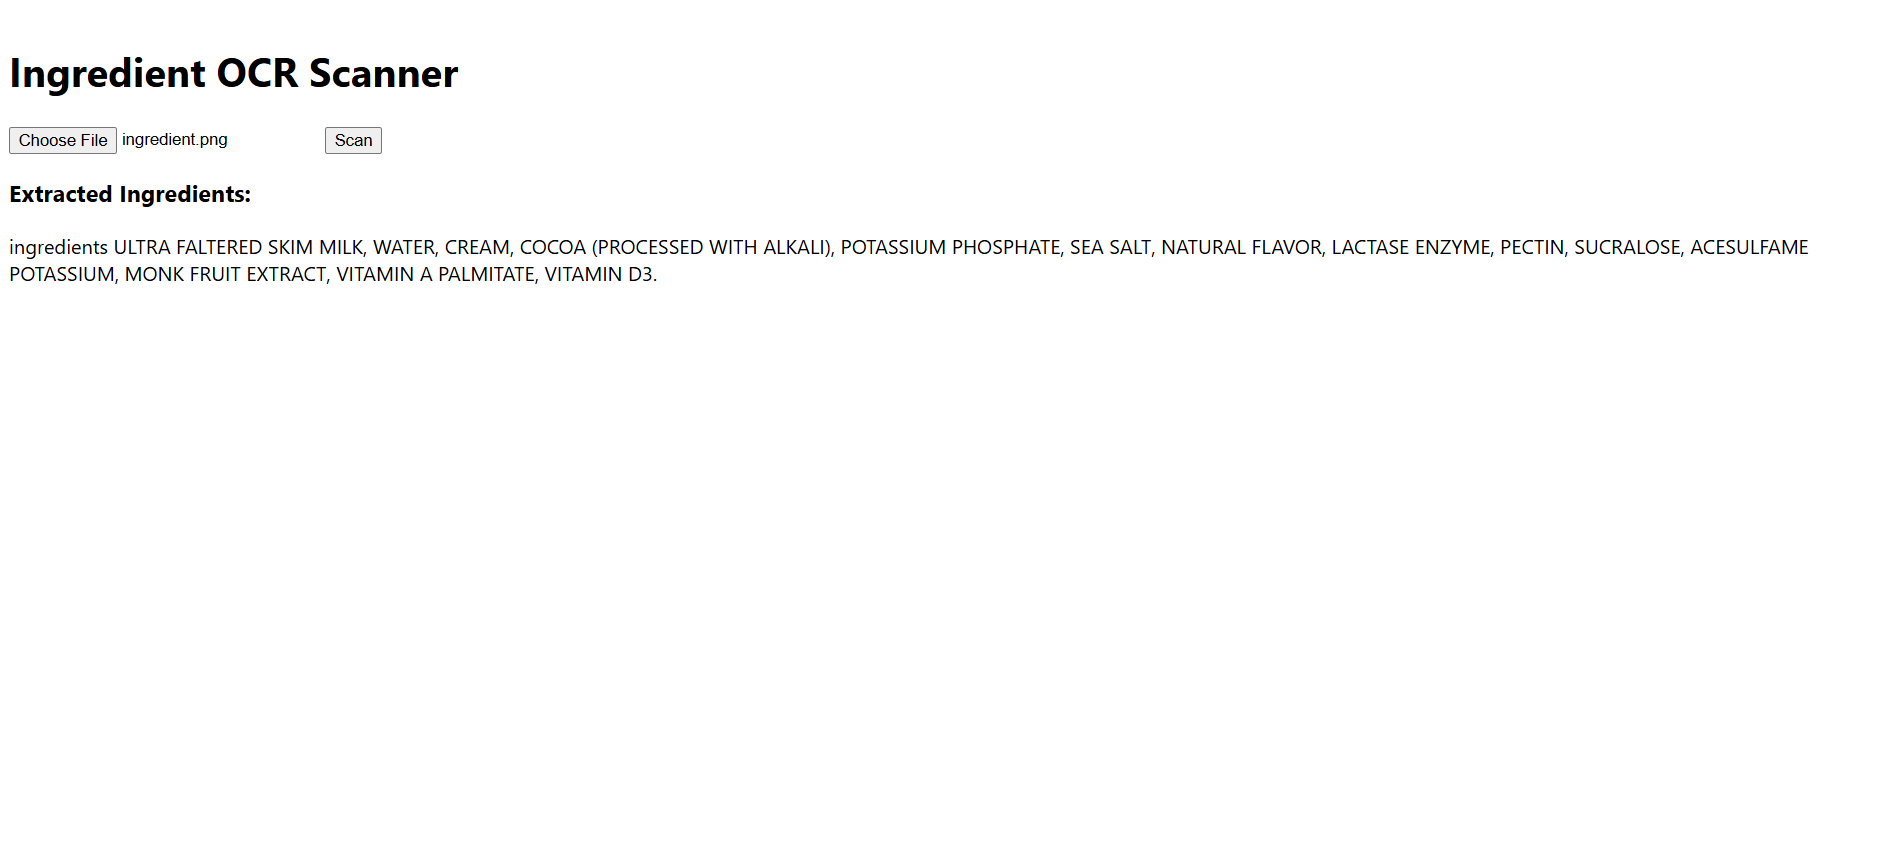 Ingredient OCR Scanner
Choose File ingredient.png Scan
Extracted Ingredients:
ingredients ULTRA FALTERED SKIM MILK, WATER, CREAM, COCOA (PROCESSED WITH ALKALI), POTASSIUM PHOSPHATE, SEA SALT, NATURAL FLAVOR, LACTASE ENZYME, PECTIN, SUCRALOSE, ACESULFAME
POTASSIUM, MONK FRUIT EXTRACT, VITAMIN A PALMITATE, VITAMIN D3.